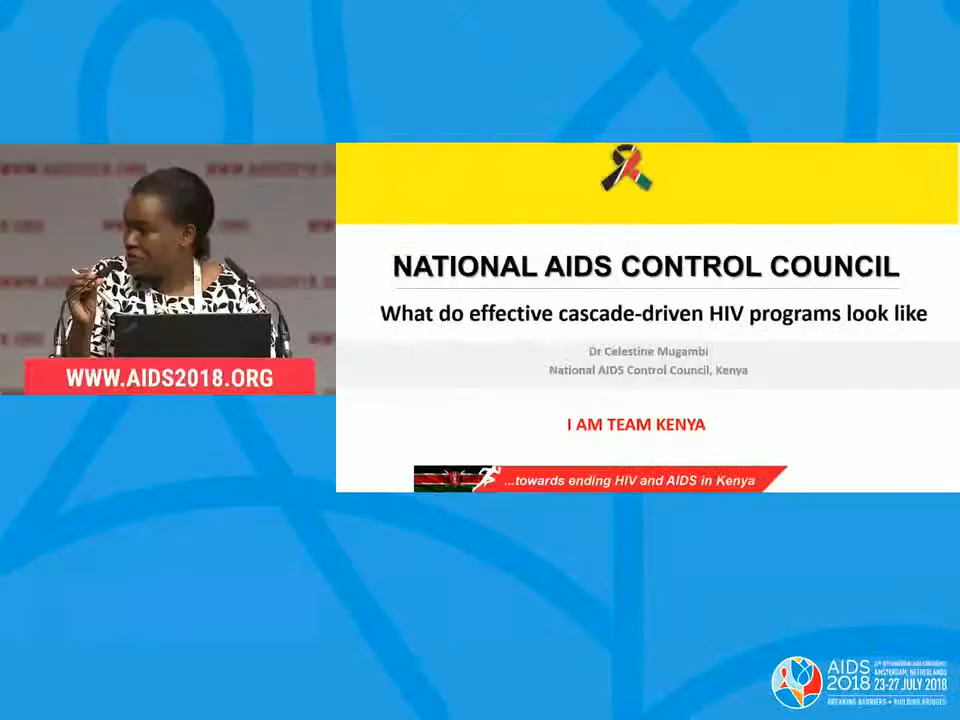 NATIONAL AIDS CONTROL COUNCIL
What do effective cascade-driven HIV programs look like
Dr Celestine Mugambi
National AIDS Control Council, Kenya
I AM TEAM KENYA
...towards ending HIV and AIDS in Kenya
WWW.AIDS2018.ORG
AIDS
2018
AMSTERDAM, NETHERLANDS
23-27 JULY 2018
BREAKING BARRIERS • BUILDING BRIDGES